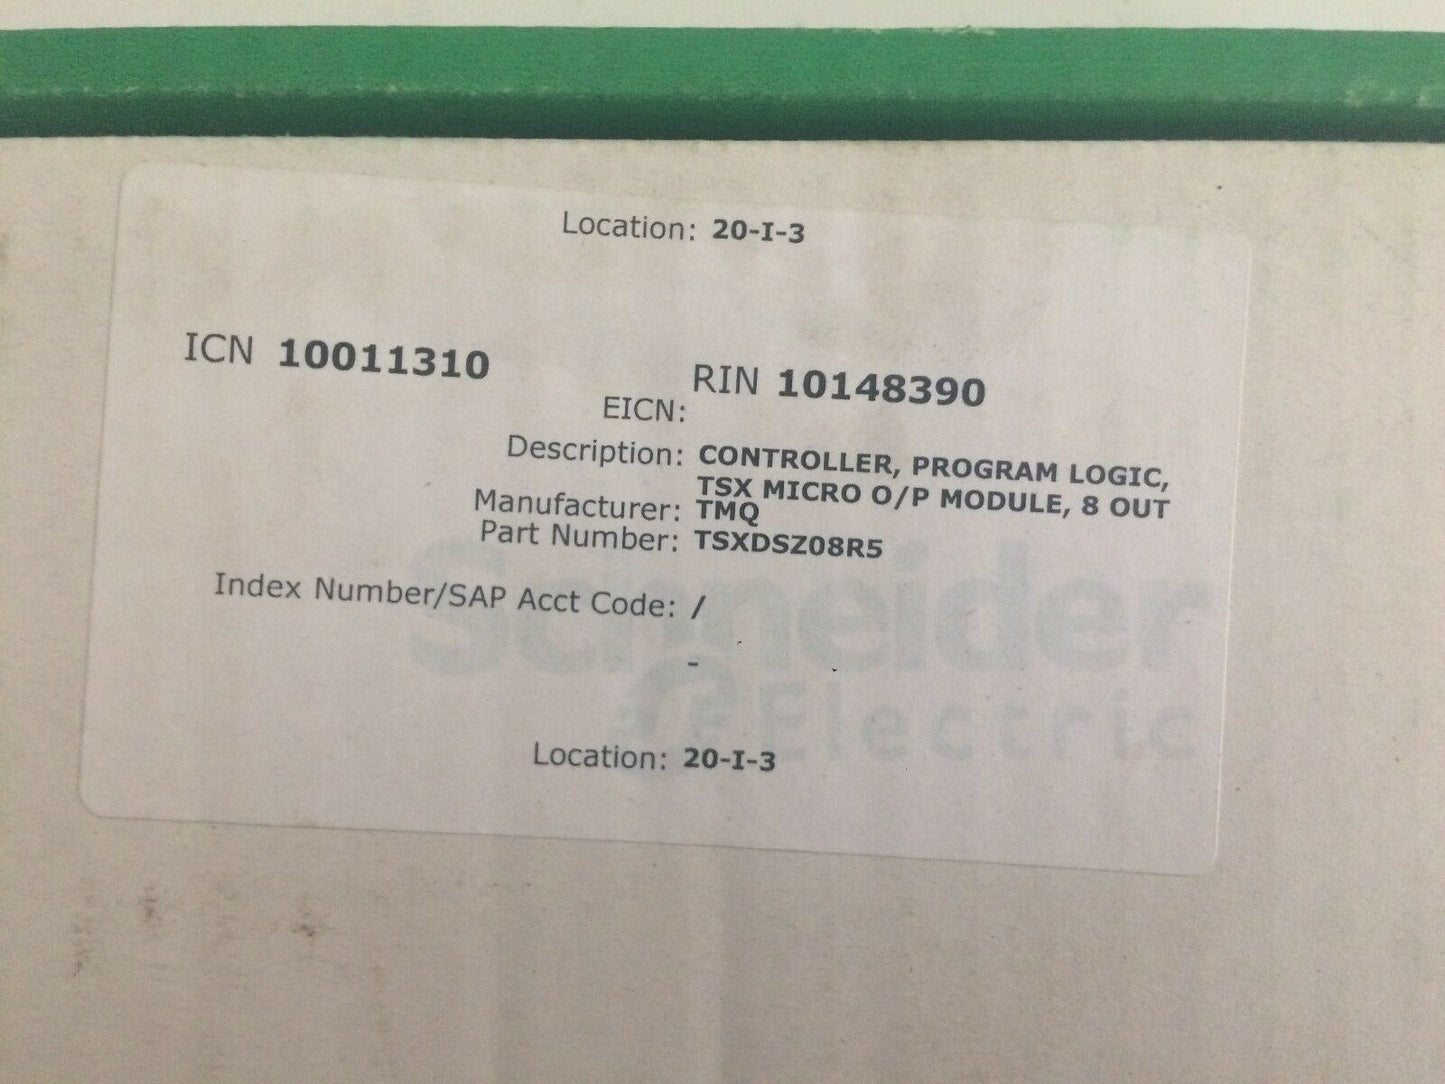 Location: 20-I-3
ICN 10011310
RIN 10148390
EICN:
Description: CONTROLLER, PROGRAM LOGIC,
TSX MICRO O/P MODULE, 8 OUT
Manufacturer: TMQ
Part Number: TSXDSZ08R5
Index Number/SAP Acct Code: /
-
Schneider
Electric
Location: 20-I-3